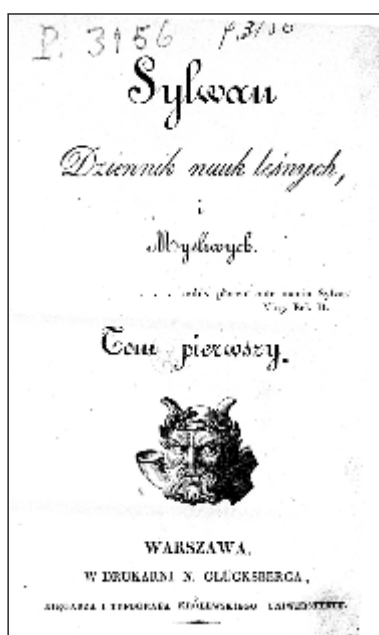 P. 3156
Sylwan
Dziennik nauk leśnych,
i
Myśliwych.
Tom pierwszy.
WARSZAWA,
W DRUKARNI N. GLÜCKSBERGA,
KSIĘGARZA I TYPOGRAFA KRÓLEWSKIEGO UNIWERSYTETU.